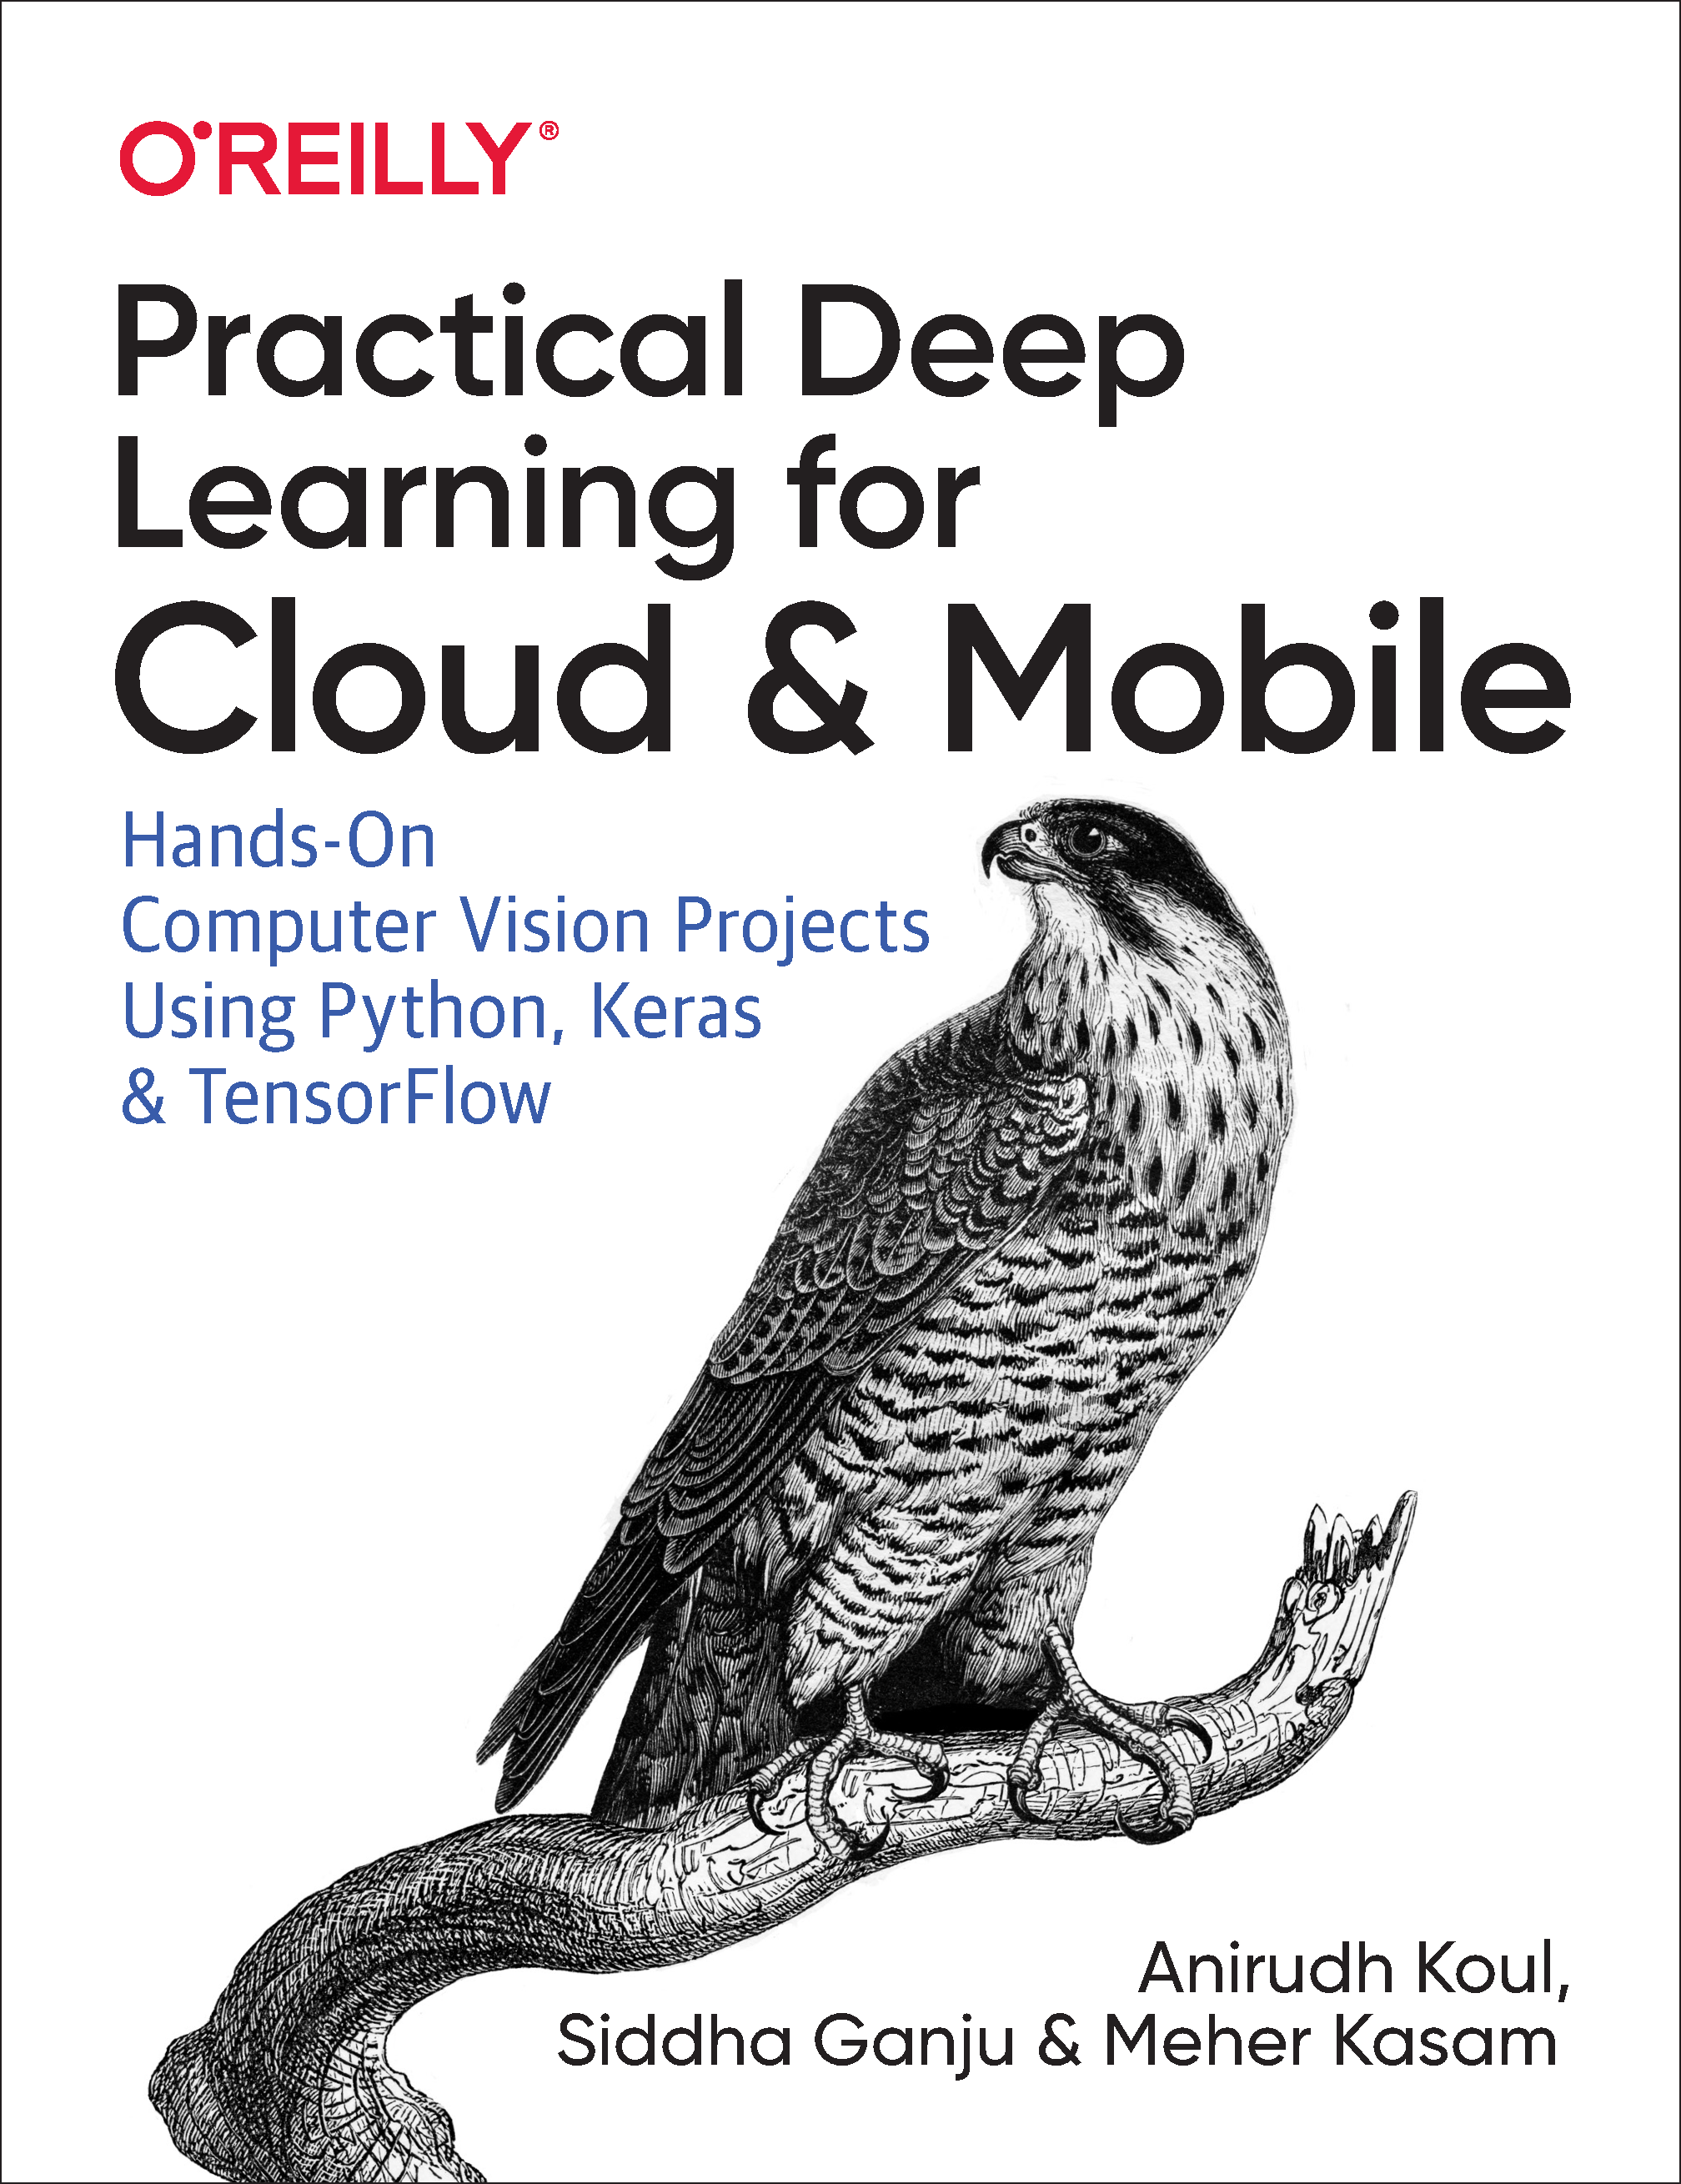 O'REILLY®
Practical Deep
Learning for
Cloud & Mobile
Hands-On
Computer Vision Projects
Using Python, Keras
& TensorFlow
Anirudh Koul,
Siddha Ganju & Meher Kasam